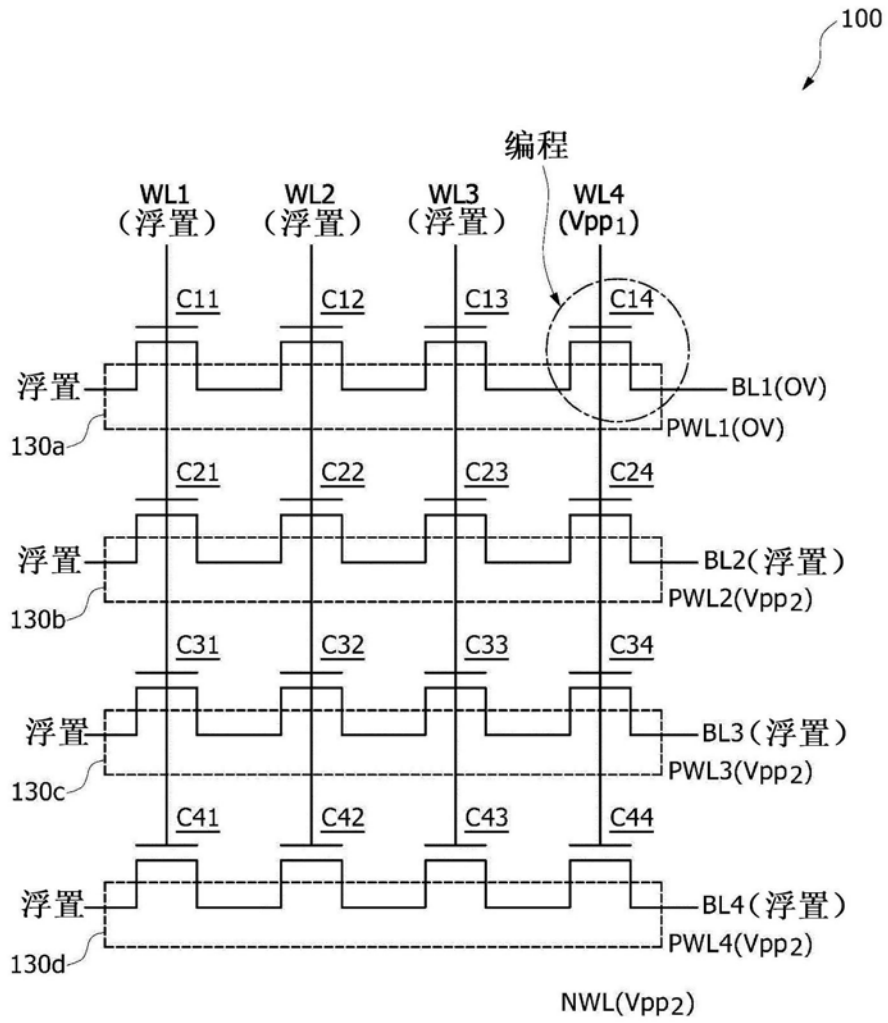 100
编程
WL1 WL2 WL3 WL4
(浮置) (浮置) (浮置) (Vpp1)
C11 C12 C13 C14
浮置 BL1(OV)
130a PWL1(OV)
C21 C22 C23 C24
浮置 BL2(浮置)
130b PWL2(Vpp2)
C31 C32 C33 C34
浮置 BL3(浮置)
130c PWL3(Vpp2)
C41 C42 C43 C44
浮置 BL4(浮置)
130d PWL4(Vpp2)
NWL(Vpp2)